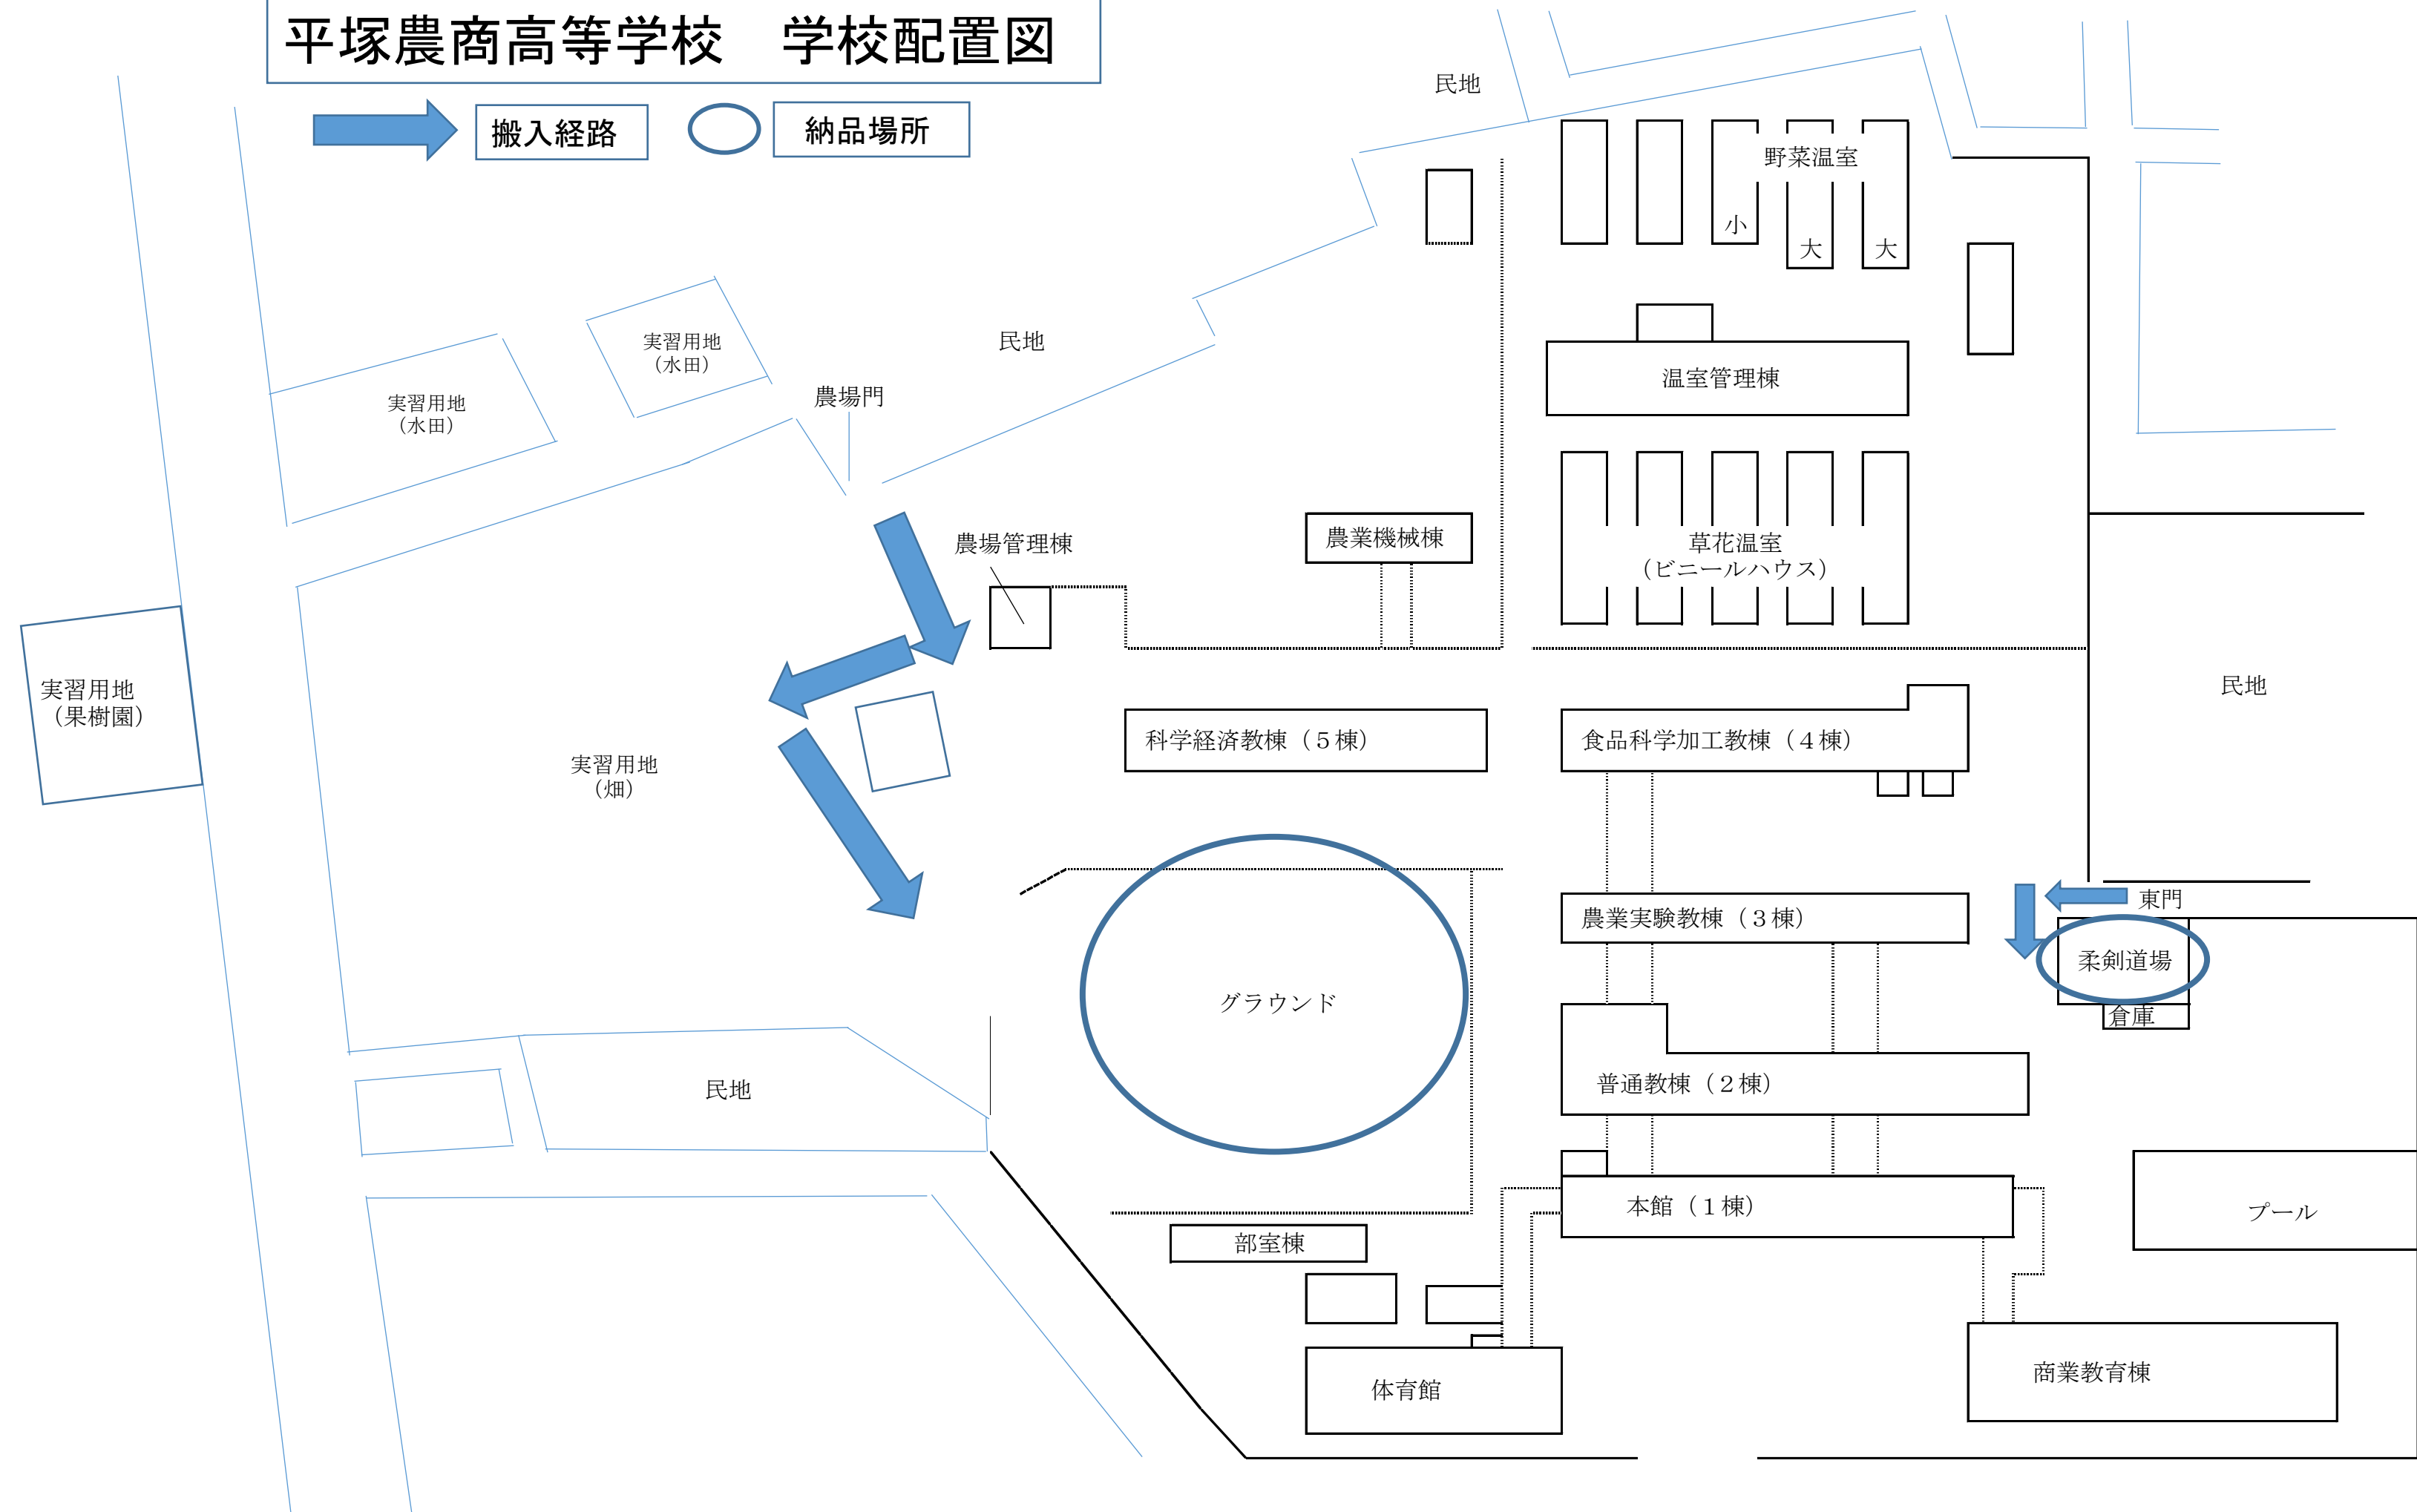 平塚農商高等学校　学校配置図
搬入経路
納品場所
民地
野菜温室
小
大
大
実習用地
（水田）
実習用地
（水田）
民地
農場門
温室管理棟
農場管理棟
農業機械棟
草花温室
（ビニールハウス）
実習用地
（果樹園）
民地
実習用地
（畑）
科学経済教棟（５棟）
食品科学加工教棟（４棟）
農業実験教棟（３棟）
東門
柔剣道場
倉庫
グラウンド
民地
普通教棟（２棟）
本館（１棟）
プール
部室棟
体育館
商業教育棟